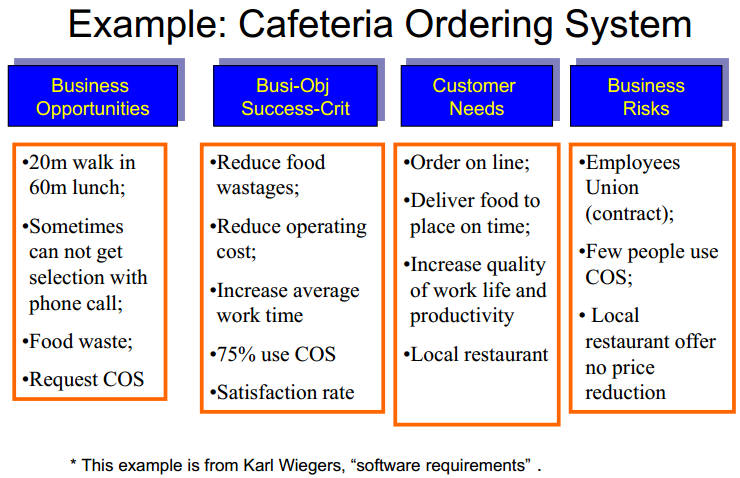 Example: Cafeteria Ordering System
Business
Opportunities
•20m walk in
60m lunch;
•Sometimes
can not get
selection with
phone call;
•Food waste;
•Request COS
Busi-Obj
Success-Crit
•Reduce food
wastages;
•Reduce operating
cost;
•Increase average
work time
•75% use COS
•Satisfaction rate
Customer
Needs
•Order on line;
•Deliver food to
place on time;
•Increase quality
of work life and
productivity
•Local restaurant
Business
Risks
•Employees
Union
(contract);
•Few people use
COS;
• Local
restaurant offer
no price
reduction
* This example is from Karl Wiegers, “software requirements” .